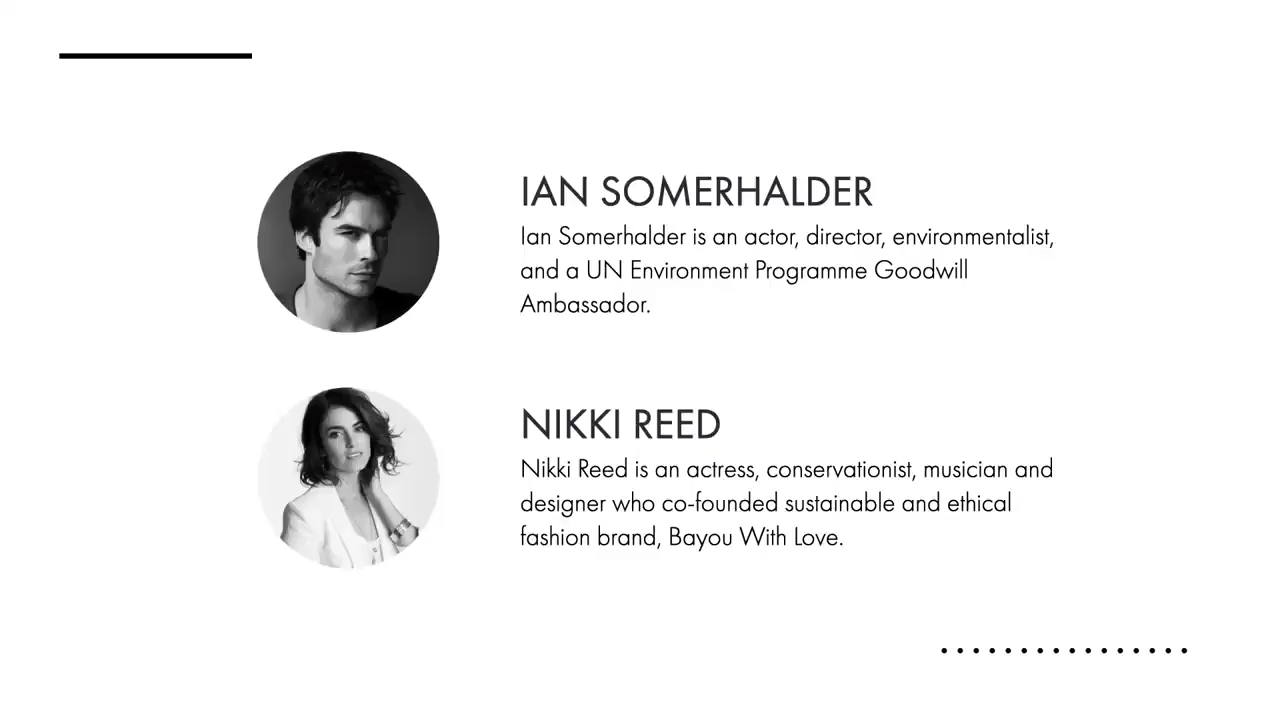 IAN SOMERHALDER
Ian Somerhalder is an actor, director, environmentalist,
and a UN Environment Programme Goodwill
Ambassador.
NIKKI REED
Nikki Reed is an actress, conservationist, musician and
designer who co-founded sustainable and ethical
fashion brand, Bayou With Love.